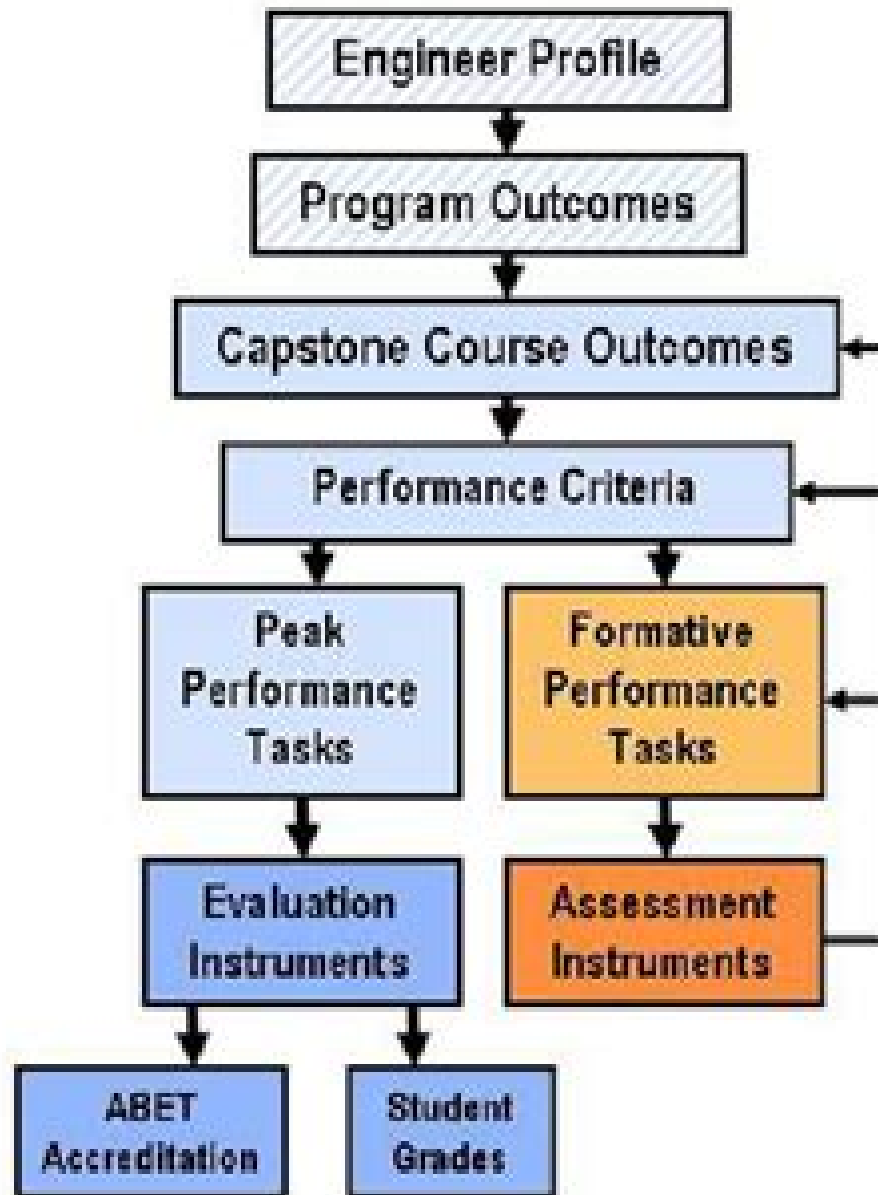 Engineer Profile
Program Outcomes
Capstone Course Outcomes
Performance Criteria
Peak
Performance
Tasks
Formative
Performance
Tasks
Evaluation
Instruments
Assessment
Instruments
ABET
Accreditation
Student
Grades